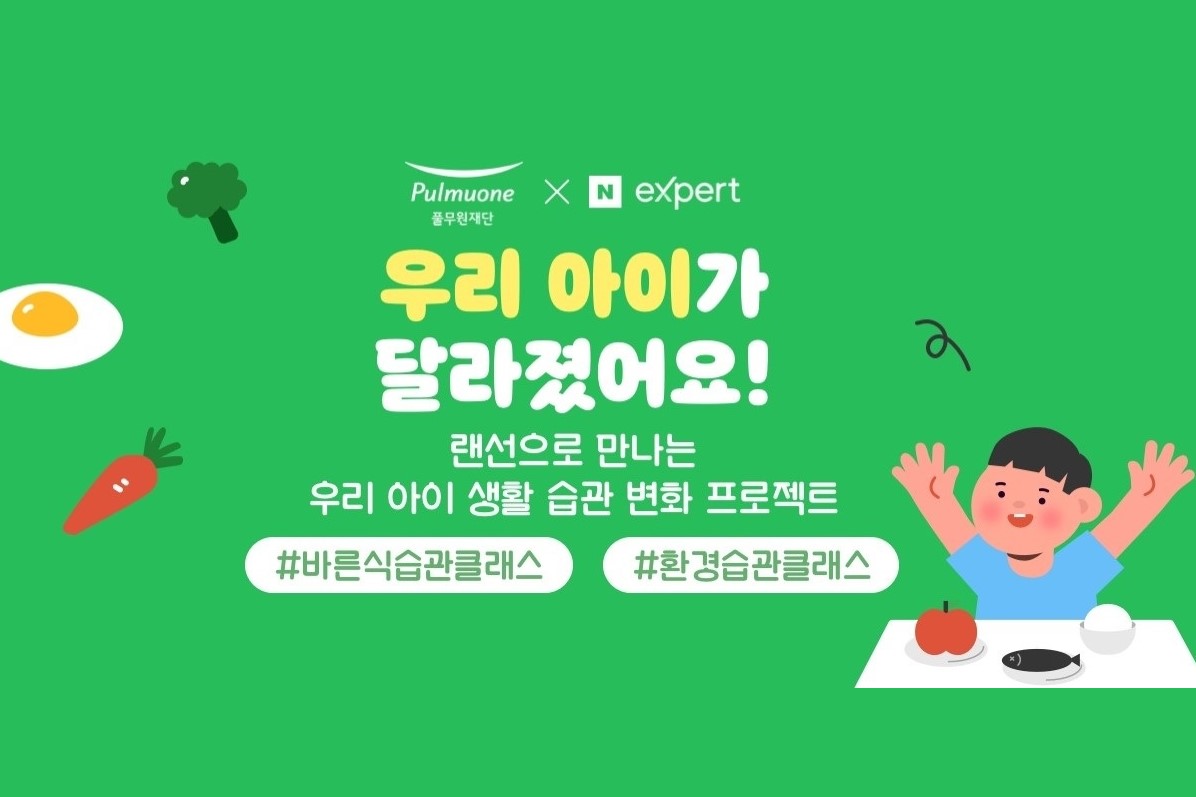 Pulmuone × N expert
풀무원재단
우리 아이가
달라졌어요!
랜선으로 만나는
우리 아이 생활 습관 변화 프로젝트
#바른식습관클래스 #환경습관클래스